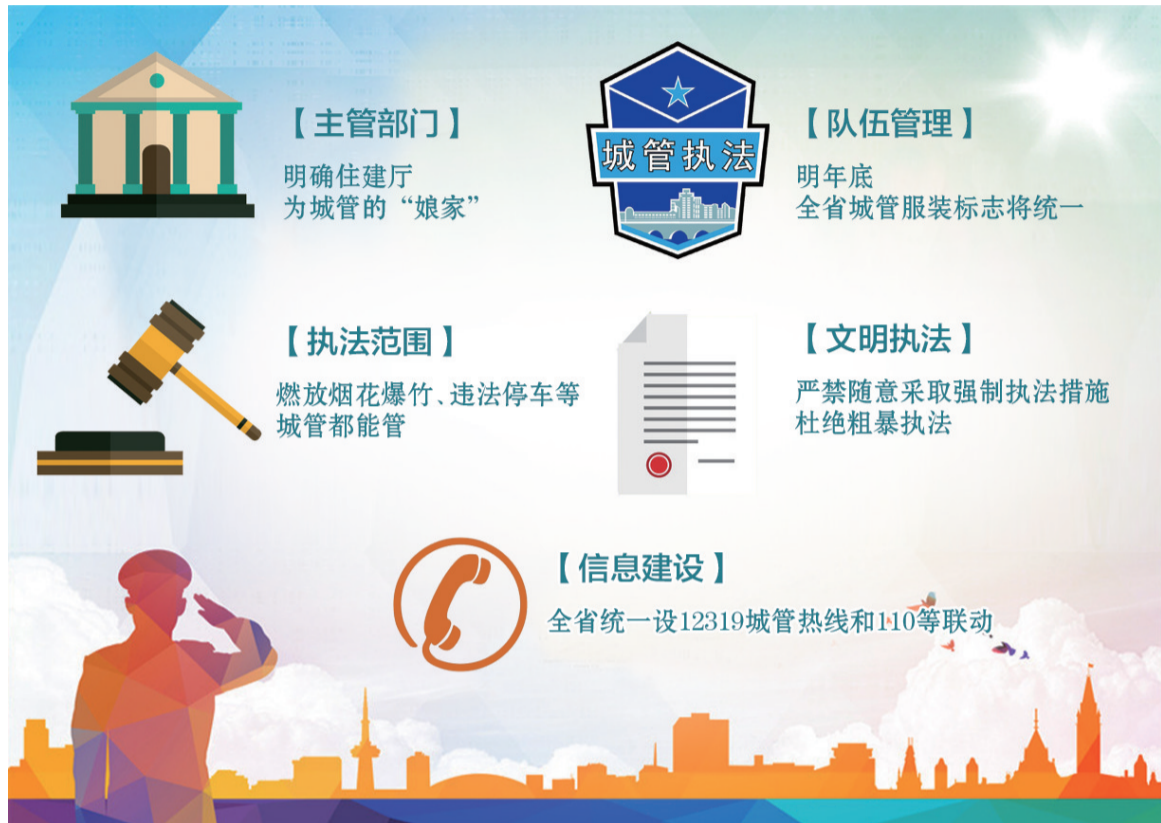 【主管部门】
明确住建厅
为城管的“娘家”
城管执法
【队伍管理】
明年底
全省城管服装标志将统一
【执法范围】
燃放烟花爆竹、违法停车等
城管都能管
【文明执法】
严禁随意采取强制执法措施
杜绝粗暴执法
【信息建设】
全省统一设12319城管热线和110等联动